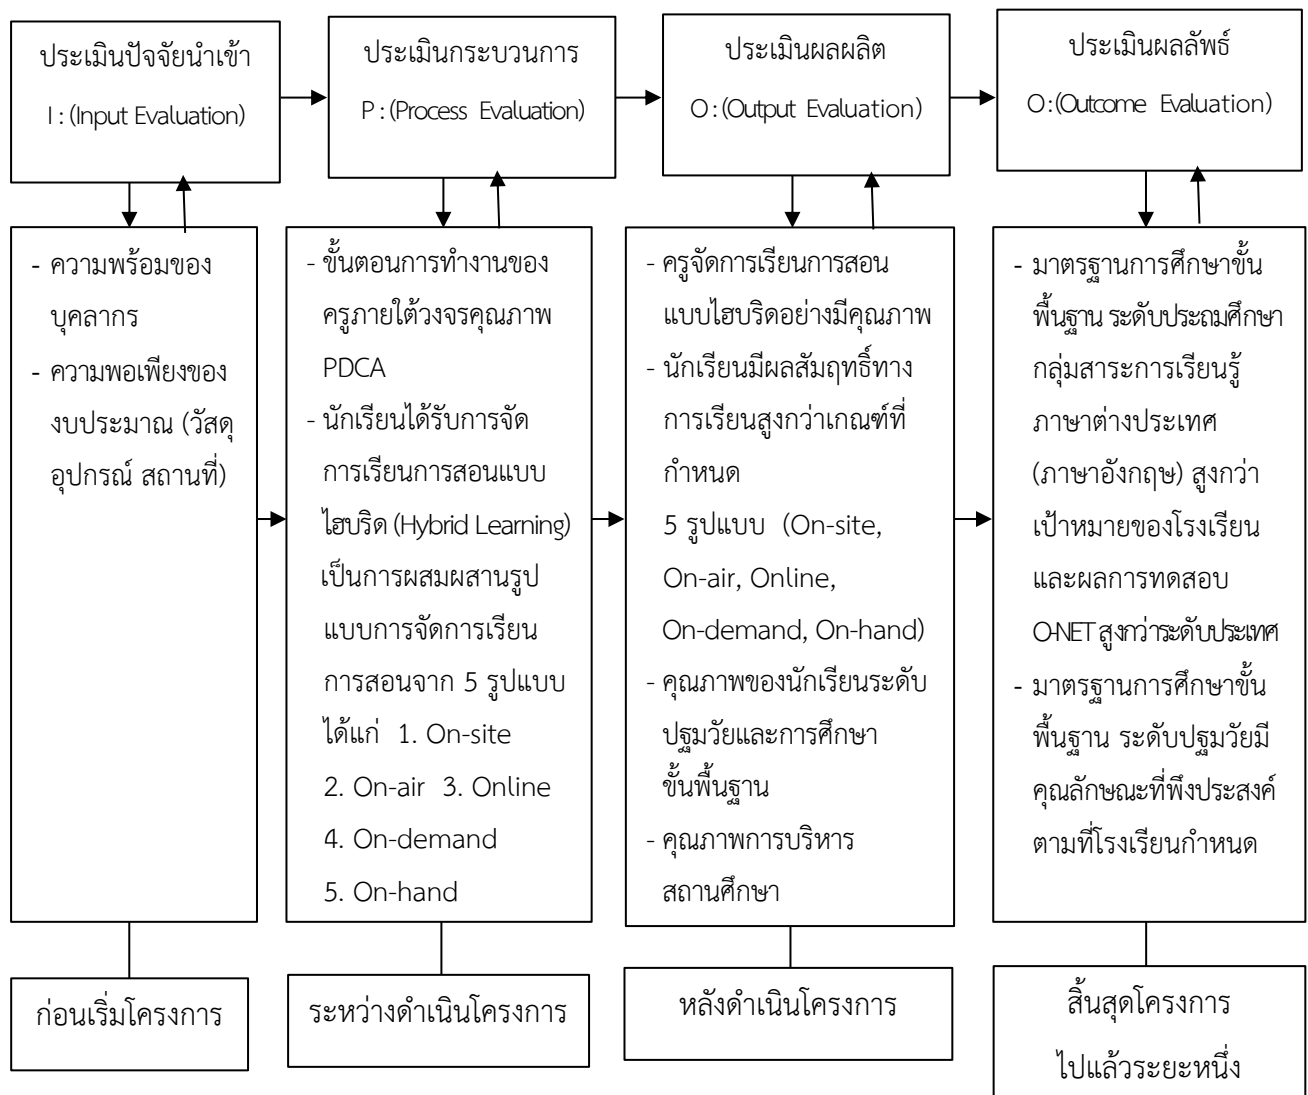 ประเมินปัจจัยนำเข้า
I : (Input Evaluation)
ประเมินกระบวนการ
P : (Process Evaluation)
ประเมินผลผลิต
O : (Output Evaluation)
ประเมินผลลัพธ์
O : (Outcome Evaluation)
- ความพร้อมของ
บุคลากร
- ความพอเพียงของ
งบประมาณ (วัสดุ
อุปกรณ์ สถานที่)
- ขั้นตอนการทำงานของ
ครูภายใต้วงจรคุณภาพ
PDCA
- นักเรียนได้รับการจัด
การเรียนการสอนแบบ
ไฮบริด (Hybrid Learning)
เป็นการผสมผสานรูป
แบบการจัดการเรียน
การสอนจาก 5 รูปแบบ
ได้แก่ 1. On-site
2. On-air 3. Online
4. On-demand
5. On-hand
- ครูจัดการเรียนการสอน
แบบไฮบริดอย่างมีคุณภาพ
- นักเรียนมีผลสัมฤทธิ์ทาง
การเรียนสูงกว่าเกณฑ์ที่
กำหนด
5 รูปแบบ (On-site,
On-air, Online,
On-demand, On-hand)
- คุณภาพของนักเรียนระดับ
ปฐมวัยและการศึกษา
ขั้นพื้นฐาน
- คุณภาพการบริหาร
สถานศึกษา
- มาตรฐานการศึกษาขั้น
พื้นฐาน ระดับประถมศึกษา
กลุ่มสาระการเรียนรู้
ภาษาต่างประเทศ
(ภาษาอังกฤษ) สูงกว่า
เป้าหมายของโรงเรียน
และผลการทดสอบ
O-NET สูงกว่าระดับประเทศ
- มาตรฐานการศึกษาขั้น
พื้นฐาน ระดับปฐมวัยมี
คุณลักษณะที่พึงประสงค์
ตามที่โรงเรียนกำหนด
ก่อนเริ่มโครงการ
ระหว่างดำเนินโครงการ
หลังดำเนินโครงการ
สิ้นสุดโครงการ
ไปแล้วระยะหนึ่ง